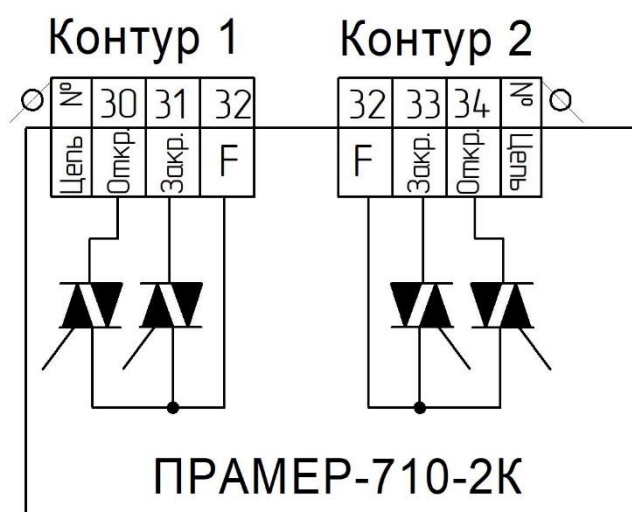 Контур 1 Контур 2
№ 30 31 32 32 33 34 №
Цепь Откр. Закр. F F Закр. Откр. Цепь
ПРАМЕР-710-2К